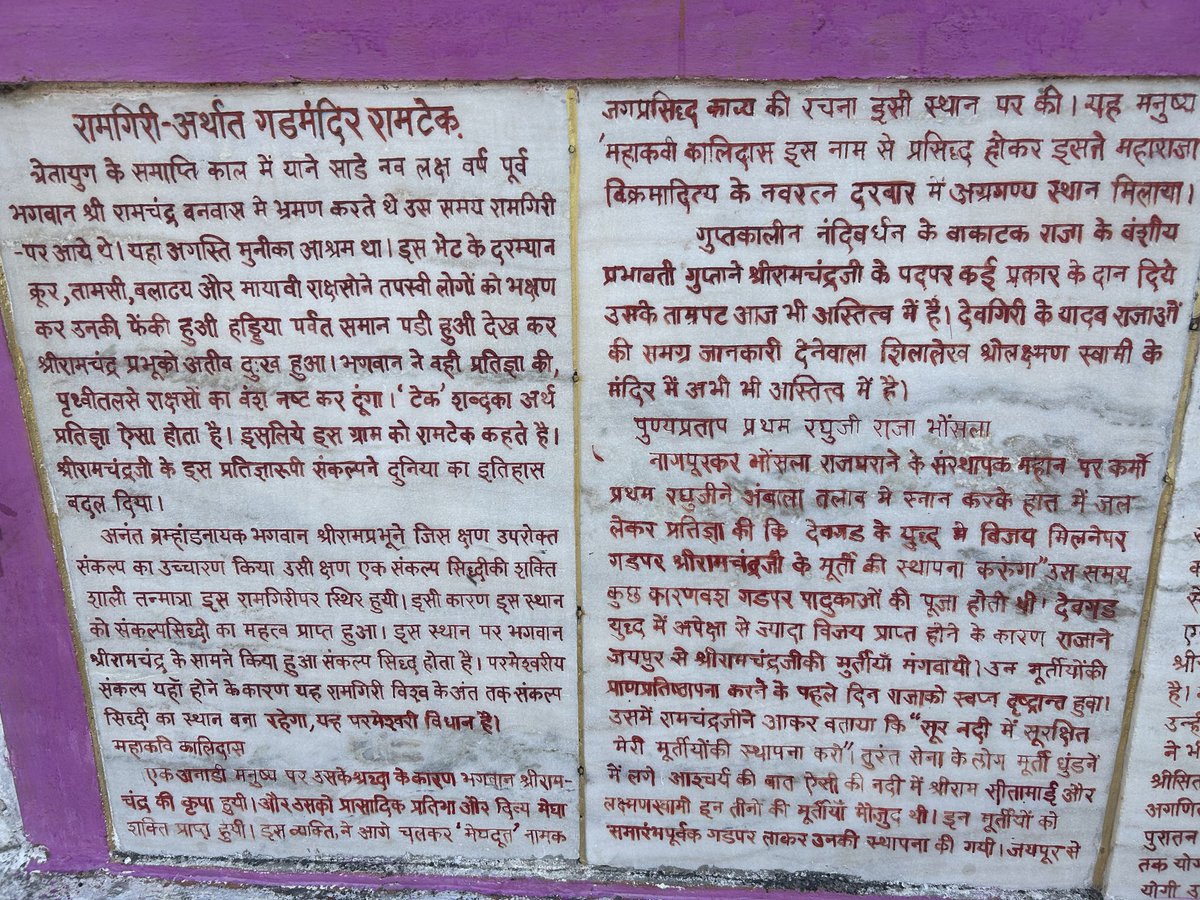 रामगिरी-अर्थात गडमंदिर रामटेक.
त्रेतायुग के समाप्ति काल में याने साडे नव लक्ष वर्ष पूर्व
भगवान श्री रामचंद्र वनवास मे भ्रमण करते थे उस समय रामगिरी
-पर आये थे। यहा अगस्ति मुनीका आश्रम था। इस भेट के दरम्यान
क्रूर, तामसी, बलाढय और मायावी राक्षसोने तपस्वी लोगों को भक्षण
कर उनकी फेंकी हुआ हड्डिया पर्वत समान पडी हुआ देख कर
श्रीरामचंद्र प्रभूको अतीव दुःख हुआ। भगवान ने वही प्रतिज्ञा की,
पृथ्वीतलसे राक्षसों का वंश नष्ट कर दूंगा। 'टेक' शब्दका अर्थ
प्रतिज्ञा ऐसा होता है। इसलिये इस ग्राम को रामटेक कहते है।
श्रीरामचंद्रजी के इस प्रतिज्ञारूपी संकल्पने दुनिया का इतिहास
बदल दिया।
अनंत ब्रम्हांडनायक भगवान श्रीरामप्रभूने जिस क्षण उपरोक्त
संकल्प का उच्चारण किया उसी क्षण एक संकल्प सिध्दीकी शक्ति
शाली तन्मात्रा इस रामगिरीपर स्थिर हुयी। इसी कारण इस स्थान
को संकल्पसिध्दी का महत्व प्राप्त हुआ। इस स्थान पर भगवान
श्रीरामचंद्र के सामने किया हुआ संकल्प सिध्द होता है। परमेश्वरीय
संकल्प यहाँ होने के कारण यह रामगिरी विश्व के अंत तक संकल्प
सिध्दी का स्थान बना रहेगा, यह परमेश्वरी विधान है।
महाकवि कालिदास
एक अनाडी मनुष्य पर उसके श्रध्दा के कारण भगवान श्रीराम-
चंद्र की कृपा हुयी। और उसको प्रासादिक प्रतिभा और दिव्य मेघा
शक्ति प्राप्त हुयी। इस व्यक्ति ने आगे चलकर 'मेघदूत' नामक
जगप्रसिध्द काव्य की रचना इसी स्थान पर की। यह मनुष्य
'महाकवी कालिदास इस नाम से प्रसिध्द होकर इसने महाराजा
विक्रमादित्य के नवरत्न दरबार में अग्रगण्य स्थान मिलाया।
गुप्तकालीन नंदिवर्धन के वाकाटक राजा के वंशीय
प्रभावती गुप्ताने श्रीरामचंद्रजी के पदपर कई प्रकार के दान दिये
उसके ताम्रपट आज भी अस्तित्व में है। देवगिरी के यादव राजाओं
की समग्र जानकारी देनेवाला शिलालेख श्रीलक्ष्मण स्वामी के
मंदिर में अभी भी अस्तित्व में है।
पुण्यप्रताप प्रथम रघुजी राजा भोंसला
नागपूरकर भोंसला राजघराने के संस्थापक महान पर कर्मी
प्रथम रघुजीने अंबाला तलाब मे स्नान करके हात में जल
लेकर प्रतिज्ञा की कि देवगड के युध्द मे विजय मिलनेपर
गडपर श्रीरामचंद्रजी के मूर्ती की स्थापना करुंगा" उस समय
कुछ कारणवश गडपर पादुकाओं की पूजा होती थी। देवगड
युध्द में अपेक्षा से ज्यादा विजय प्राप्त होने के कारण राजाने
जयपुर से श्रीरामचंद्रजीकी मुर्तीयाँ मंगवायी। उन मूर्तीयोंकी
प्राणप्रतिष्ठापना करने के पहले दिन राजाको स्वप्न दृष्टान्त हुवा।
उसमें रामचंद्रजीने आकर बताया कि "सूर नदी में सूरक्षित
मेरी मूर्तीयोंकी स्थापना करो", तुरंत सेना के लोग मूर्ती धुंडने
में लगे आश्चर्य की बात ऐसी की नदी में श्रीराम सीतामाई और
लक्ष्मणस्वामी इन तीनो की मूर्तीयाँ मौजुद थी। इन मूर्तीयों को
समारंभपूर्वक गडपर लाकर उनकी स्थापना की गयी। जयपूर से
श्री
है।
ने भ
श्रीसि
अगणि
पुरातन
तक यो
योगी उ